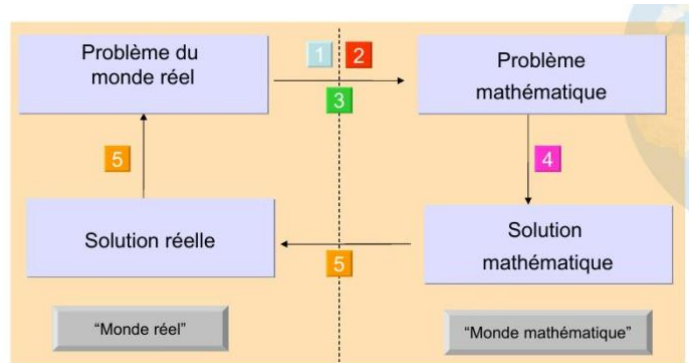 Problème du
monde réel
1
2
3
Problème
mathématique
5
4
Solution réelle
5
Solution
mathématique
“Monde réel”
“Monde mathématique”